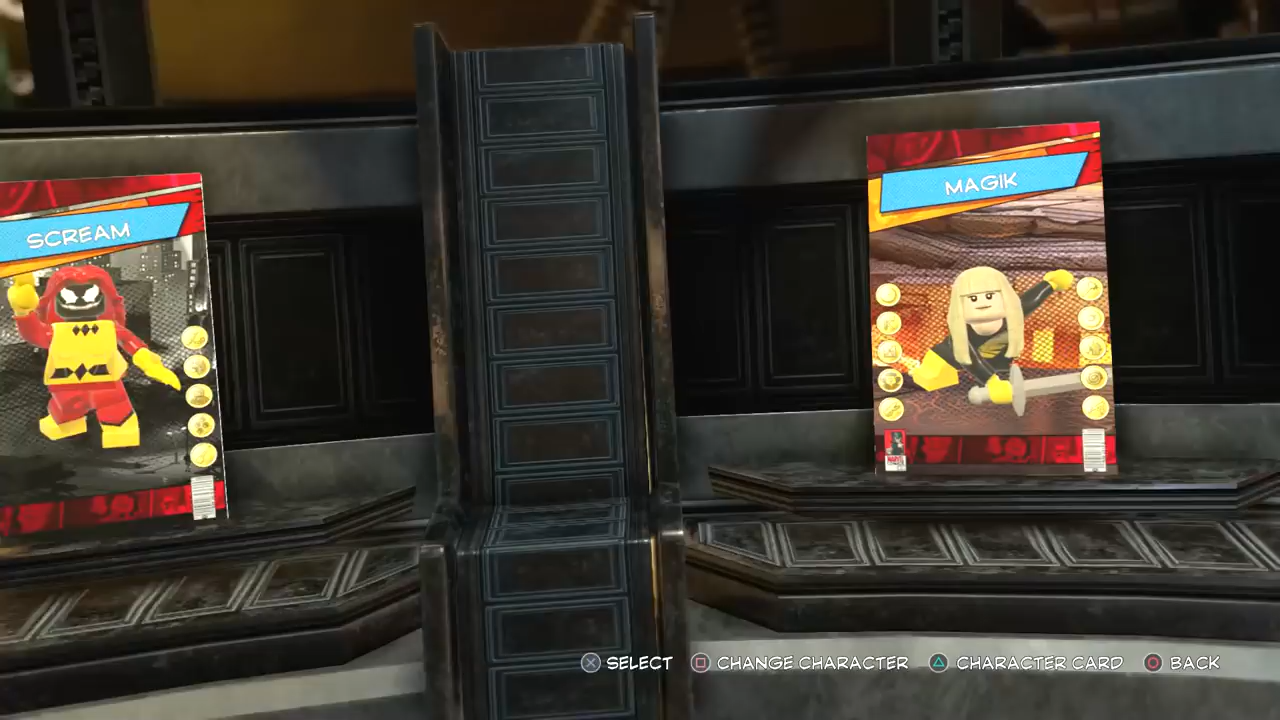 SCREAM
MAGIK
SELECT
CHANGE CHARACTER
CHARACTER CARD
BACK